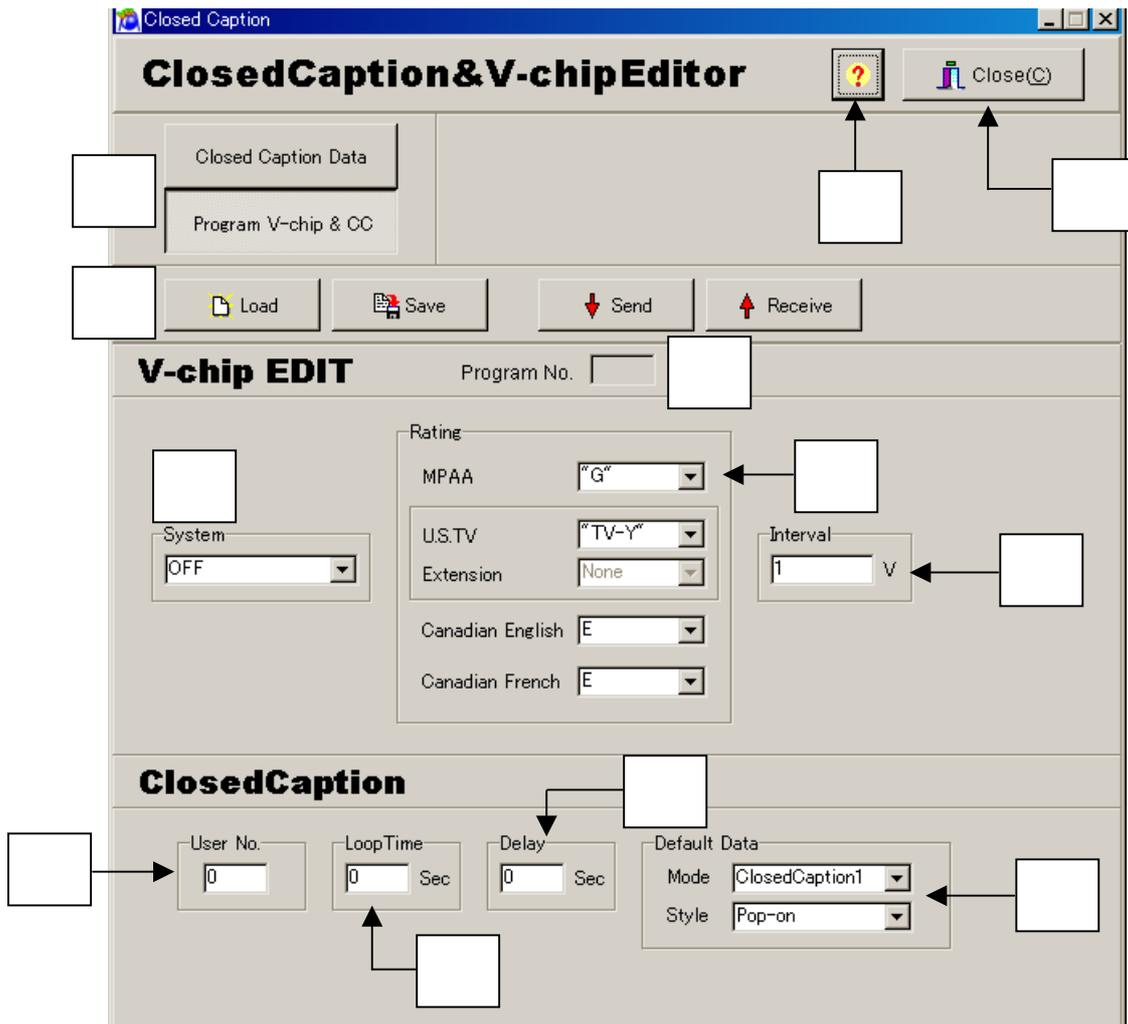 Closed Caption
ClosedCaption&V-chipEditor
?
Close(C)
Closed Caption Data
Program V-chip & CC
Load
Save
Send
Receive
V-chip EDIT
Program No.
Rating
MPAA
"G"
System
OFF
U.S.TV
"TV-Y"
Extension
None
Interval
1 V
Canadian English
E
Canadian French
E
ClosedCaption
User No.
0
LoopTime
0 Sec
Delay
0 Sec
Default Data
Mode
ClosedCaption1
Style
Pop-on